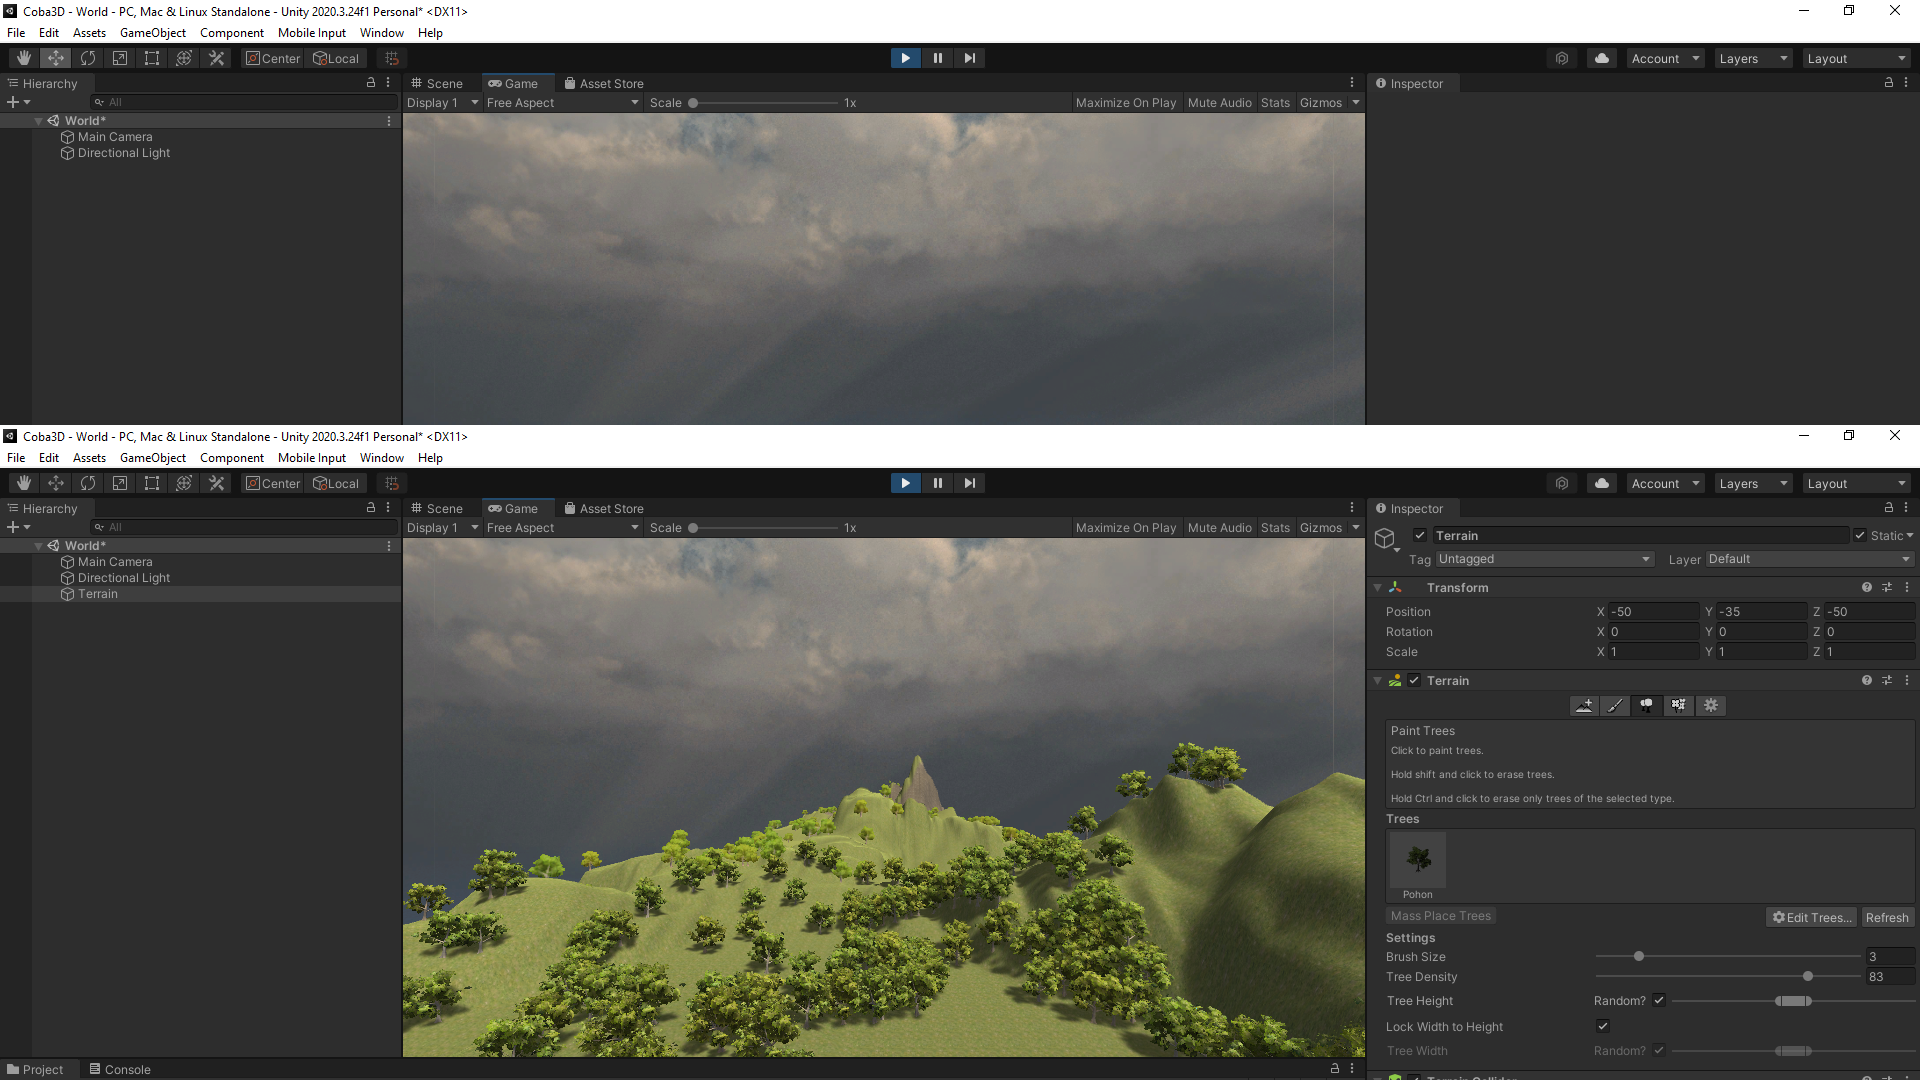 Coba3D - World - PC, Mac & Linux Standalone - Unity 2020.3.24f1 Personal* <DX11>
File Edit Assets GameObject Component Mobile Input Window Help
Center Local Account Layers Layout
Hierarchy Scene Game Asset Store Inspector
All Display 1 Free Aspect Scale 1x Maximize On Play Mute Audio Stats Gizmos
World*
Main Camera
Directional Light
Coba3D - World - PC, Mac & Linux Standalone - Unity 2020.3.24f1 Personal* <DX11>
File Edit Assets GameObject Component Mobile Input Window Help
Center Local Account Layers Layout
Hierarchy Scene Game Asset Store Inspector
All Display 1 Free Aspect Scale 1x Maximize On Play Mute Audio Stats Gizmos
World*
Main Camera
Directional Light
Terrain
Terrain Static
Tag Untagged Layer Default
Transform
Position X -50 Y -35 Z -50
Rotation X 0 Y 0 Z 0
Scale X 1 Y 1 Z 1
Terrain
Paint Trees
Click to paint trees.
Hold shift and click to erase trees.
Hold Ctrl and click to erase only trees of the selected type.
Trees
Pohon
Mass Place Trees Edit Trees... Refresh
Settings
Brush Size 3
Tree Density 83
Tree Height Random?
Lock Width to Height
Tree Width Random?
Terrain Collider
Project Console